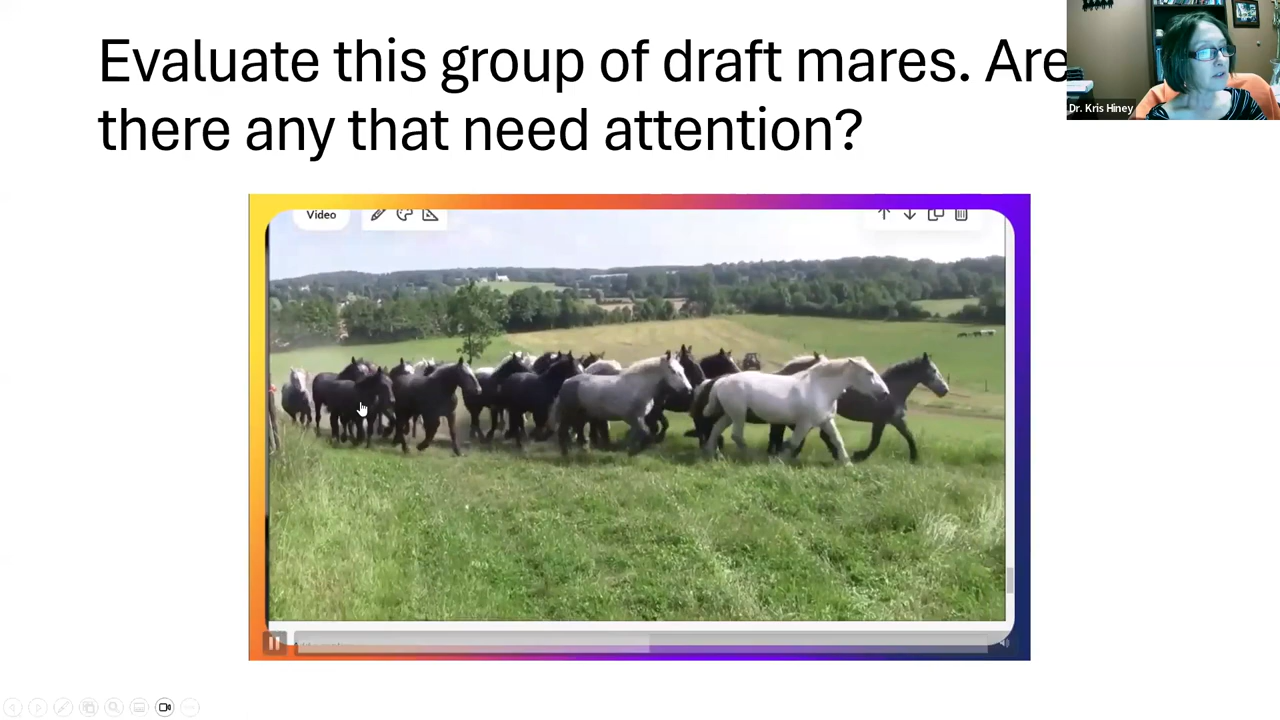 Evaluate this group of draft mares. Are
there any that need attention?
Dr. Kris Hiney
Video